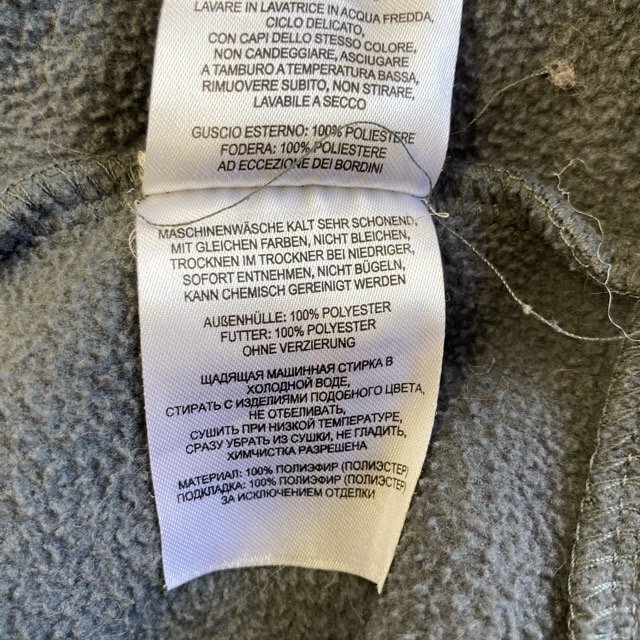 LAVARE IN LAVATRICE IN ACQUA FREDDA,
CICLO DELICATO,
CON CAPI DELLO STESSO COLORE,
NON CANDEGGIARE, ASCIUGARE
A TAMBURO A TEMPERATURA BASSA,
RIMUOVERE SUBITO, NON STIRARE,
LAVABILE A SECCO
GUSCIO ESTERNO: 100% POLIESTERE
FODERA: 100% POLIESTERE
AD ECCEZIONE DEI BORDINI
MASCHINENWÄSCHE KALT SEHR SCHONEND,
MIT GLEICHEN FARBEN, NICHT BLEICHEN,
TROCKNEN IM TROCKNER BEI NIEDRIGER,
SOFORT ENTNEHMEN, NICHT BÜGELN,
KANN CHEMISCH GEREINIGT WERDEN
AUßENHÜLLE: 100% POLYESTER
FUTTER: 100% POLYESTER
OHNE VERZIERUNG
ЩАДЯЩАЯ МАШИННАЯ СТИРКА В
ХОЛОДНОЙ ВОДЕ,
СТИРАТЬ С ИЗДЕЛИЯМИ ПОДОБНОГО ЦВЕТА,
НЕ ОТБЕЛИВАТЬ,
СУШИТЬ ПРИ НИЗКОЙ ТЕМПЕРАТУРЕ,
СРАЗУ УБРАТЬ ИЗ СУШКИ, НЕ ГЛАДИТЬ,
ХИМЧИСТКА РАЗРЕШЕНА
МАТЕРИАЛ: 100% ПОЛИЭФИР (ПОЛИЭСТЕР)
ПОДКЛАДКА: 100% ПОЛИЭФИР (ПОЛИЭСТЕР)
ЗА ИСКЛЮЧЕНИЕМ ОТДЕЛКИ